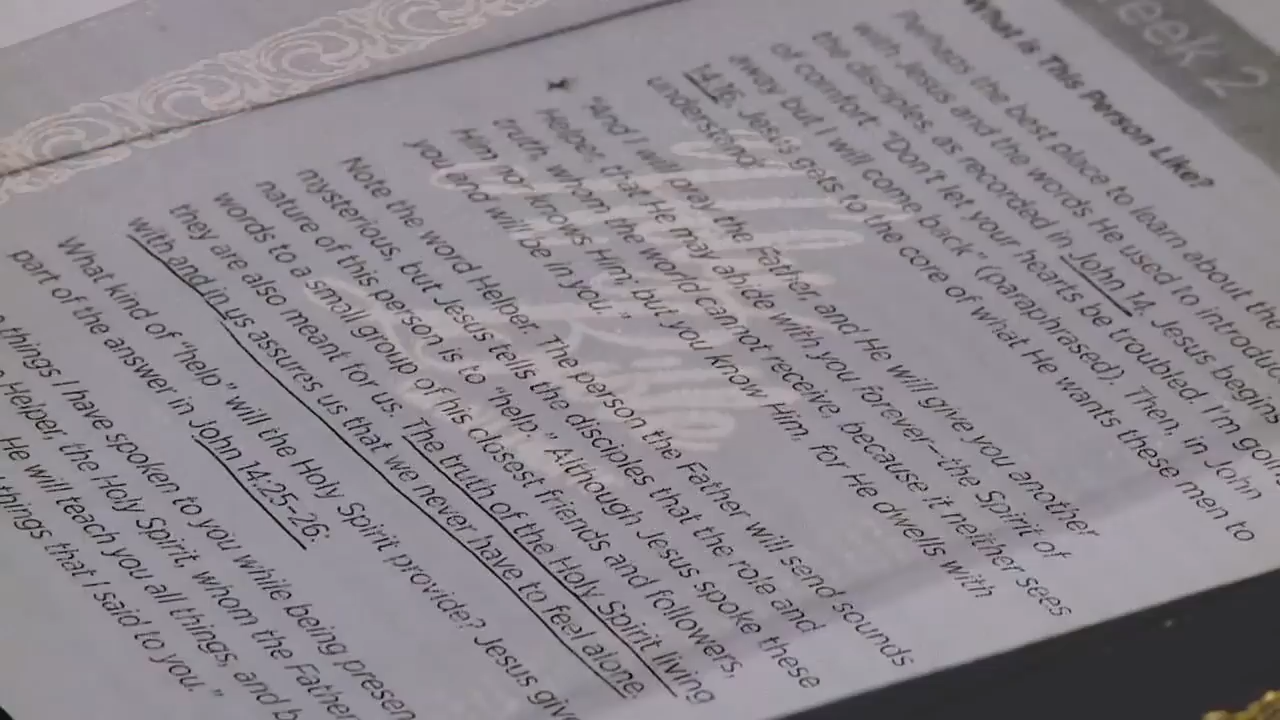 eek 2
What is This Person Like?
Perhaps the best place to learn about the
with Jesus and the words He used to introduc
the disciples, as recorded in John 14. Jesus begins
of comfort: "Don't let your hearts be troubled. I'm goi
away but I will come back" (paraphrased). Then, in John
14:16, Jesus gets to the core of what He wants these men to
understand:
"And I will pray the Father, and He will give you another
Helper, that He may abide with you forever—the Spirit of
truth, whom the world cannot receive, because it neither sees
Him nor knows Him; but you know Him, for He dwells with
you and will be in you."
Note the word Helper. The person the Father will send sounds
mysterious, but Jesus tells the disciples that the role and
nature of this person is to "help." Although Jesus spoke these
words to a small group of his closest friends and followers,
they are also meant for us. The truth of the Holy Spirit living
with and in us assures us that we never have to feel alone.
What kind of "help" will the Holy Spirit provide? Jesus giv
part of the answer in John 14:25-26:
things I have spoken to you while being presen
Helper, the Holy Spirit, whom the Father
He will teach you all things, and b
things that I said to you."